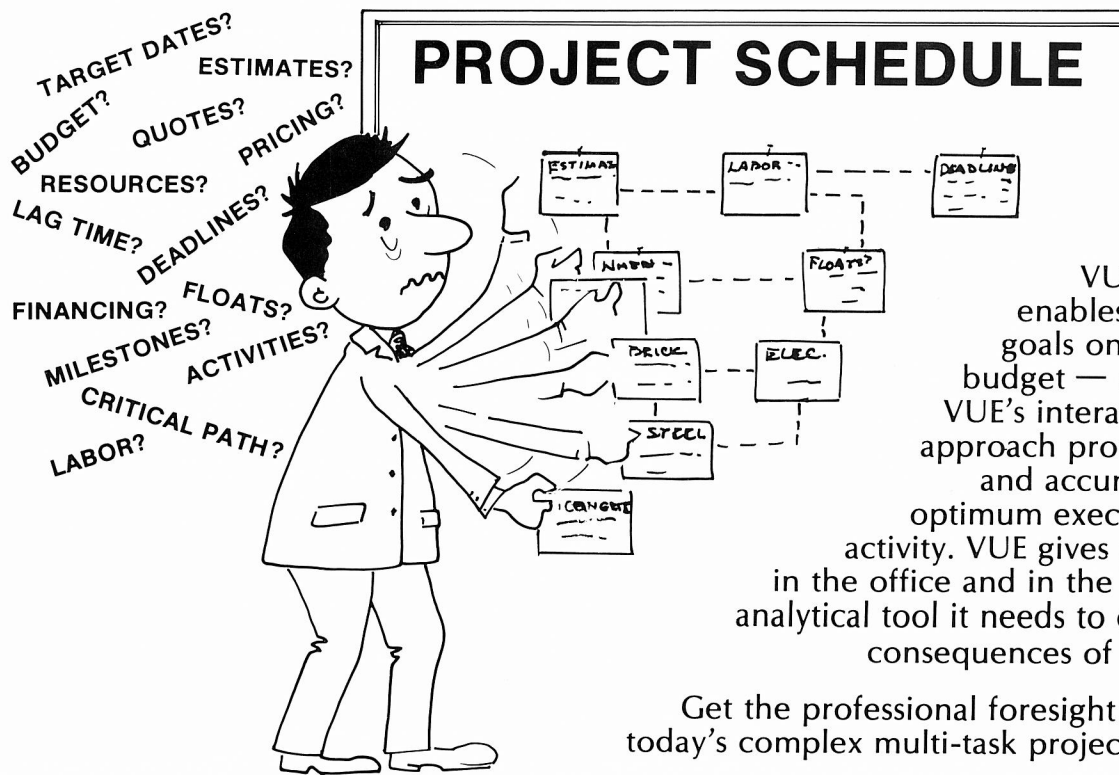 PROJECT SCHEDULE
TARGET DATES?
ESTIMATES?
BUDGET?
QUOTES?
PRICING?
RESOURCES?
LAG TIME?
DEADLINES?
FINANCING?
FLOATS?
MILESTONES?
ACTIVITIES?
CRITICAL PATH?
LABOR?
ESTIMAT
LABOR
DEADLINE
WHEN
FLOATS?
BRICK
ELEC.
STEEL
VU
enables
goals on
budget —
VUE's intera
approach pro
and accur
optimum exec
activity. VUE gives
in the office and in the
analytical tool it needs to
consequences of
Get the professional foresight
today's complex multi-task projec